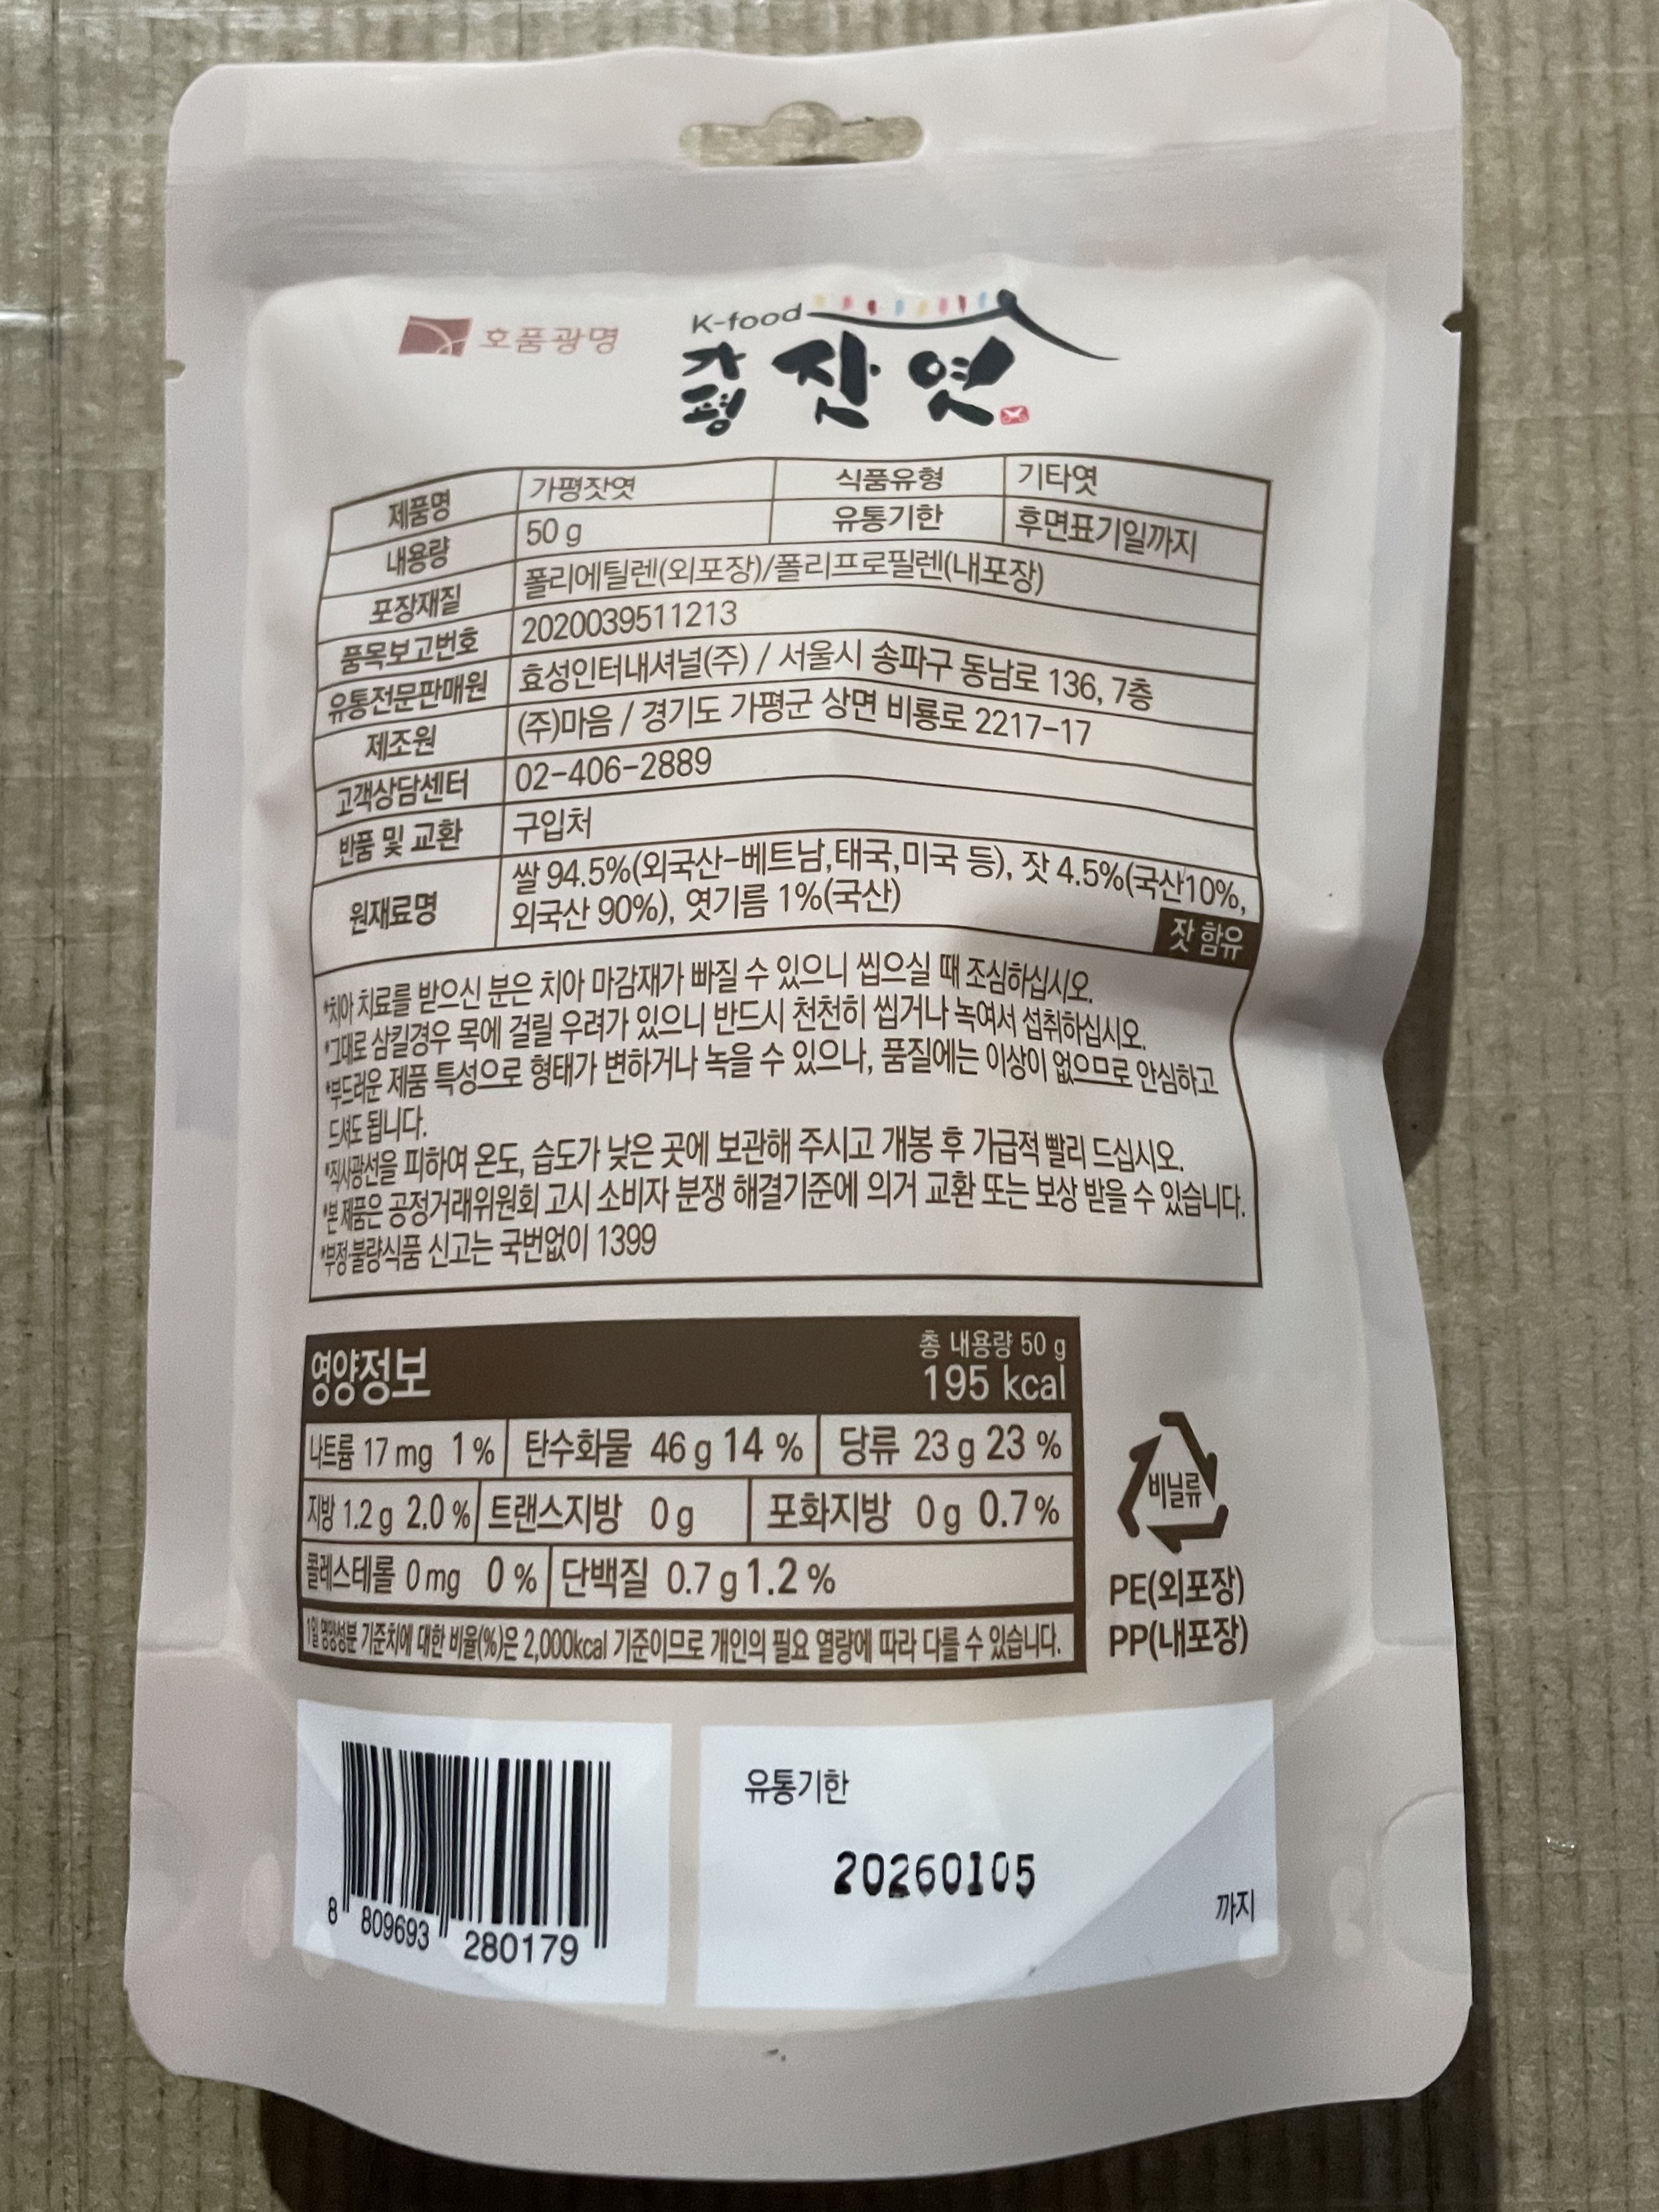 호품광명
K-food
가평 잣엿
제품명 가평잣엿 식품유형 기타엿
내용량 50 g 유통기한 후면표기일까지
포장재질 폴리에틸렌(외포장)/폴리프로필렌(내포장)
품목보고번호 2020039511213
유통전문판매원 효성인터내셔널(주) / 서울시 송파구 동남로 136, 7층
제조원 (주)마음 / 경기도 가평군 상면 비룡로 2217-17
고객상담센터 02-406-2889
반품 및 교환 구입처
원재료명 쌀 94.5%(외국산-베트남,태국,미국 등), 잣 4.5%(국산10%,
외국산 90%), 엿기름 1%(국산)
잣 함유
*치아 치료를 받으신 분은 치아 마감재가 빠질 수 있으니 씹으실 때 조심하십시오.
*그대로 삼킬경우 목에 걸릴 우려가 있으니 반드시 천천히 씹거나 녹여서 섭취하십시오.
*부드러운 제품 특성으로 형태가 변하거나 녹을 수 있으나, 품질에는 이상이 없으므로 안심하고
드셔도 됩니다.
*직사광선을 피하여 온도, 습도가 낮은 곳에 보관해 주시고 개봉 후 가급적 빨리 드십시오.
*본 제품은 공정거래위원회 고시 소비자 분쟁 해결기준에 의거 교환 또는 보상 받을 수 있습니다.
*부정·불량식품 신고는 국번없이 1399
영양정보 총 내용량 50 g
195 kcal
나트륨 17 mg 1 % 탄수화물 46 g 14 % 당류 23 g 23 %
지방 1.2 g 2.0 % 트랜스지방 0 g 포화지방 0 g 0.7 %
콜레스테롤 0 mg 0 % 단백질 0.7 g 1.2 %
1일 영양성분 기준치에 대한 비율(%)은 2,000kcal 기준이므로 개인의 필요 열량에 따라 다를 수 있습니다.
비닐류
PE(외포장)
PP(내포장)
8 809693 280179
유통기한
20260105
까지